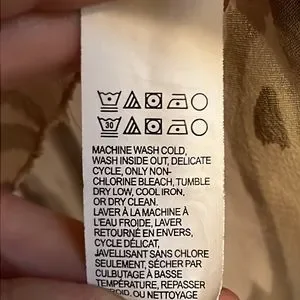 30
MACHINE WASH COLD,
WASH INSIDE OUT, DELICATE
CYCLE, ONLY NON-
CHLORINE BLEACH, TUMBLE
DRY LOW, COOL IRON,
OR DRY CLEAN.
LAVER À LA MACHINE À
L'EAU FROIDE, LAVER
RETOURNÉ EN ENVERS,
CYCLE DÉLICAT,
JAVELLISANT SANS CHLORE
SEULEMENT, SÉCHER PAR
CULBUTAGE À BASSE
TEMPÉRATURE, REPASSER
OU NETTOYAGE